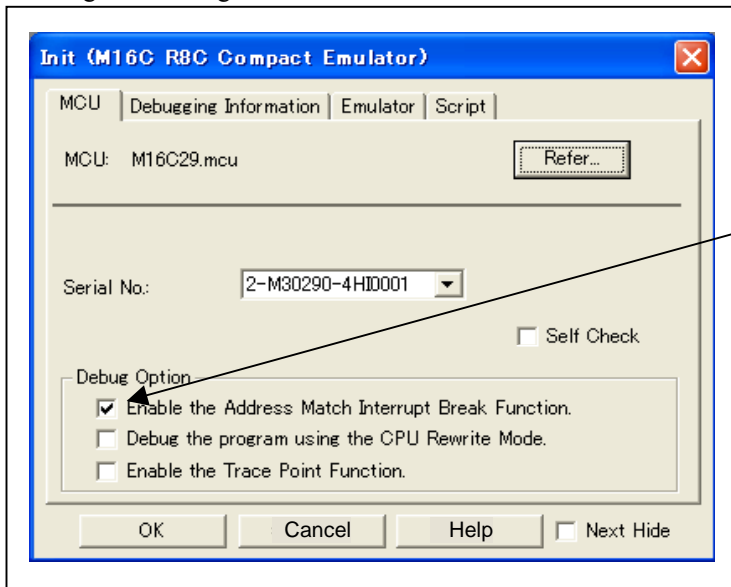 Init (M16C R8C Compact Emulator)
MCU Debugging Information Emulator Script
MCU: M16C29.mcu Refer...
Serial No.: 2-M30290-4HI0001
Self Check
Debug Option
Enable the Address Match Interrupt Break Function.
Debug the program using the CPU Rewrite Mode.
Enable the Trace Point Function.
OK Cancel Help Next Hide